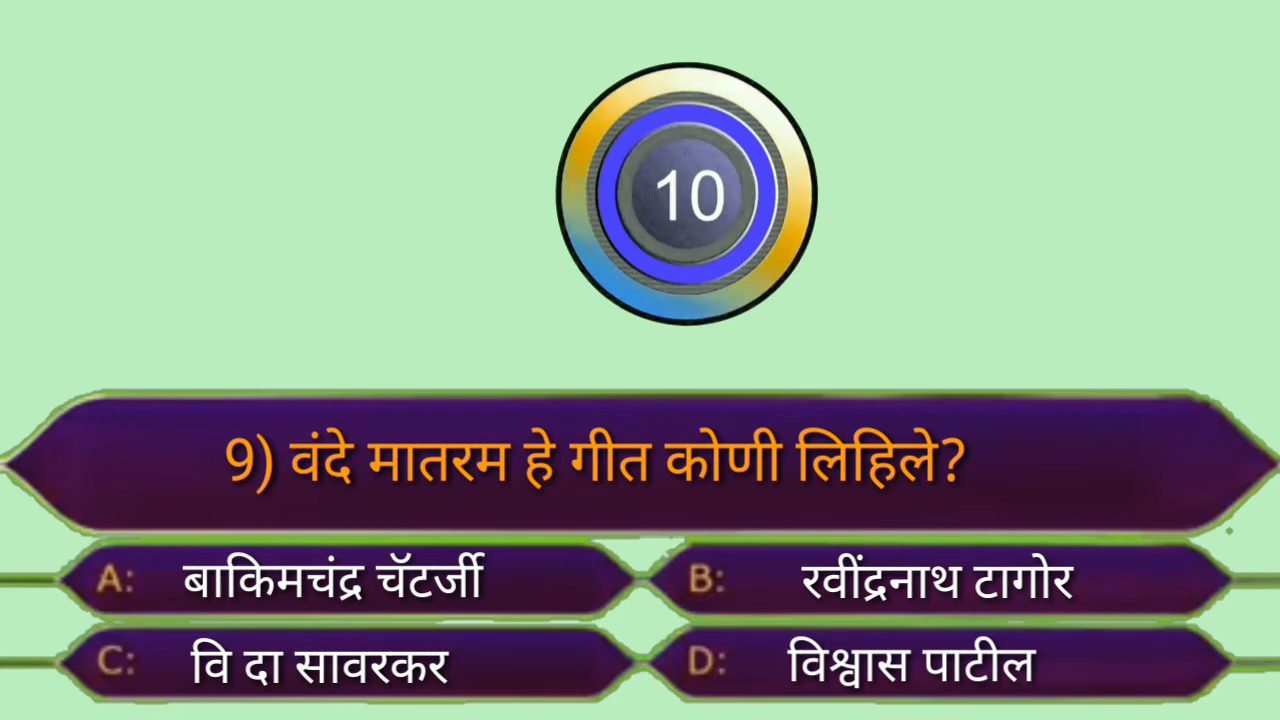 10
9) वंदे मातरम हे गीत कोणी लिहिले?
A: बाकिमचंद्र चॅटर्जी
B: रवींद्रनाथ टागोर
C: वि दा सावरकर
D: विश्वास पाटील